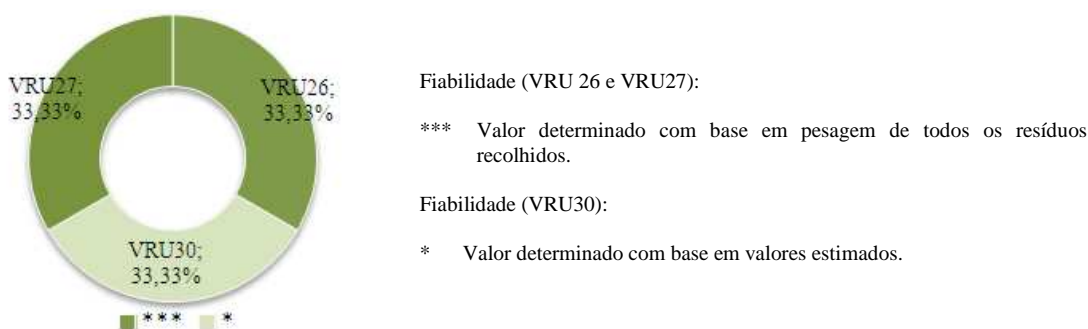 VRU27;
33,33%
VRU26;
33,33%
VRU30;
33,33%
*** *
Fiabilidade (VRU 26 e VRU27):
*** Valor determinado com base em pesagem de todos os resíduos
recolhidos.
Fiabilidade (VRU30):
* Valor determinado com base em valores estimados.